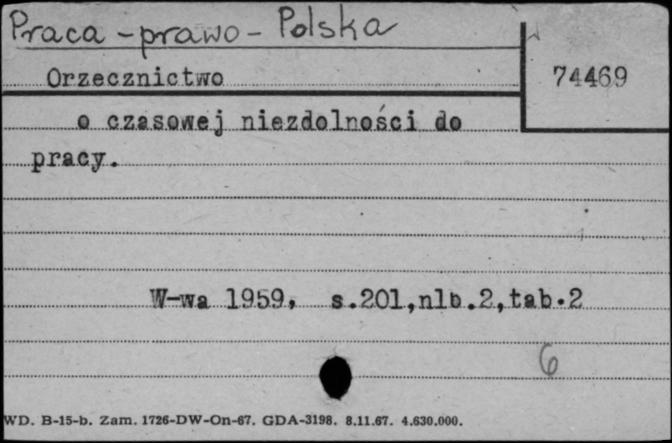 Praca - prawo - Polska
Orzecznictwo
74469
o czasowej niezdolności do
pracy.
W-wa 1959, s.201,nlb.2,tab.2
6
WD. B-15-b. Zam. 1726-DW-On-67. GDA-3198. 8.11.67. 4.630.000.